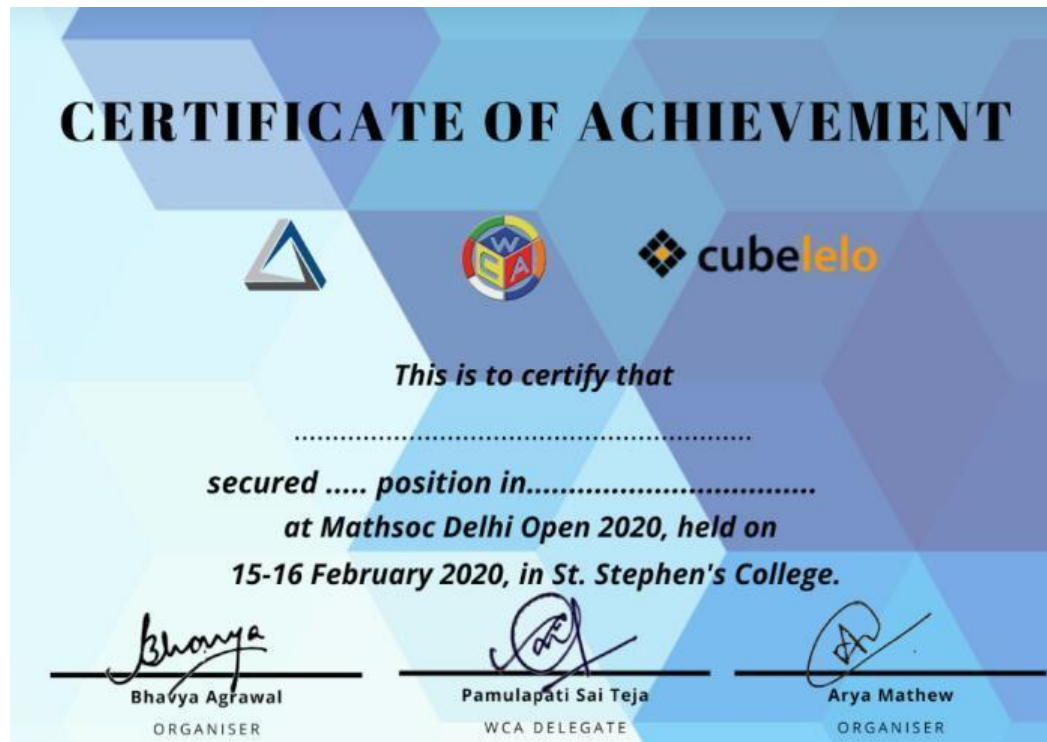 CERTIFICATE OF ACHIEVEMENT
WCA
cubelelo
This is to certify that
............................................................
secured ..... position in...................................
at Mathsoc Delhi Open 2020, held on
15-16 February 2020, in St. Stephen's College.
Bhavya
Bhavya Agrawal Pamulapati Sai Teja Arya Mathew
ORGANISER WCA DELEGATE ORGANISER